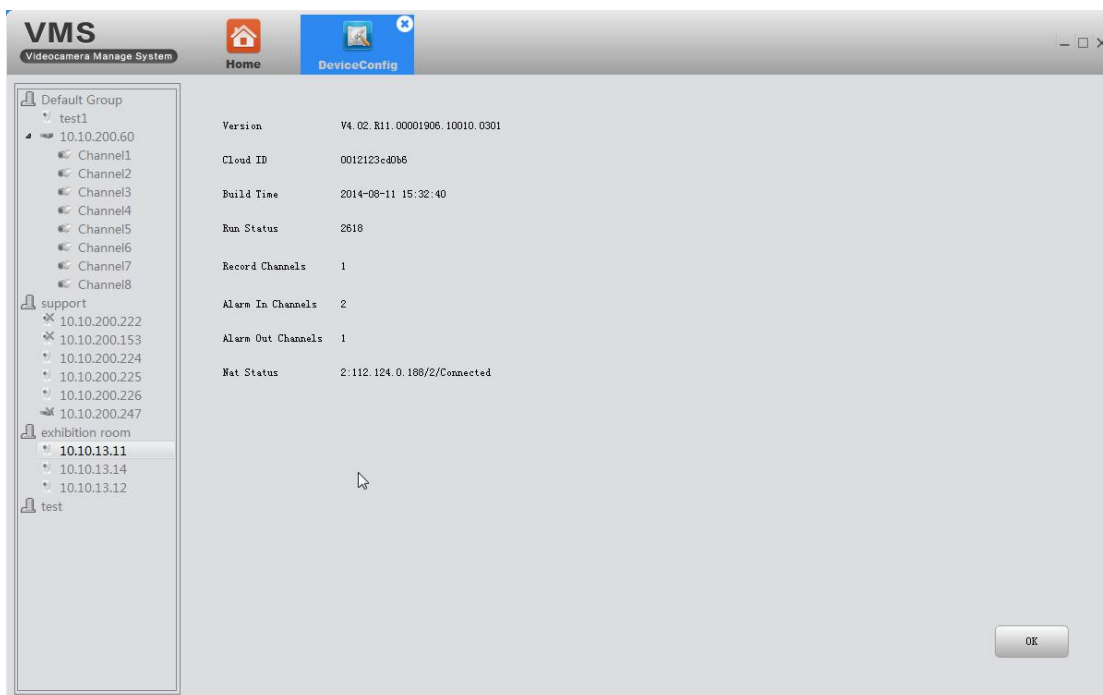 VMS
Videocamera Manage System
Home
DeviceConfig
Default Group
test1
10.10.200.60
Channel1
Channel2
Channel3
Channel4
Channel5
Channel6
Channel7
Channel8
support
10.10.200.222
10.10.200.153
10.10.200.224
10.10.200.225
10.10.200.226
10.10.200.247
exhibition room
10.10.13.11
10.10.13.14
10.10.13.12
test
Version V4.02.R11.00001906.10010.0301
Cloud ID 0012123cd0b6
Build Time 2014-08-11 15:32:40
Run Status 2618
Record Channels 1
Alarm In Channels 2
Alarm Out Channels 1
Nat Status 2:112.124.0.188/2/Connected
OK